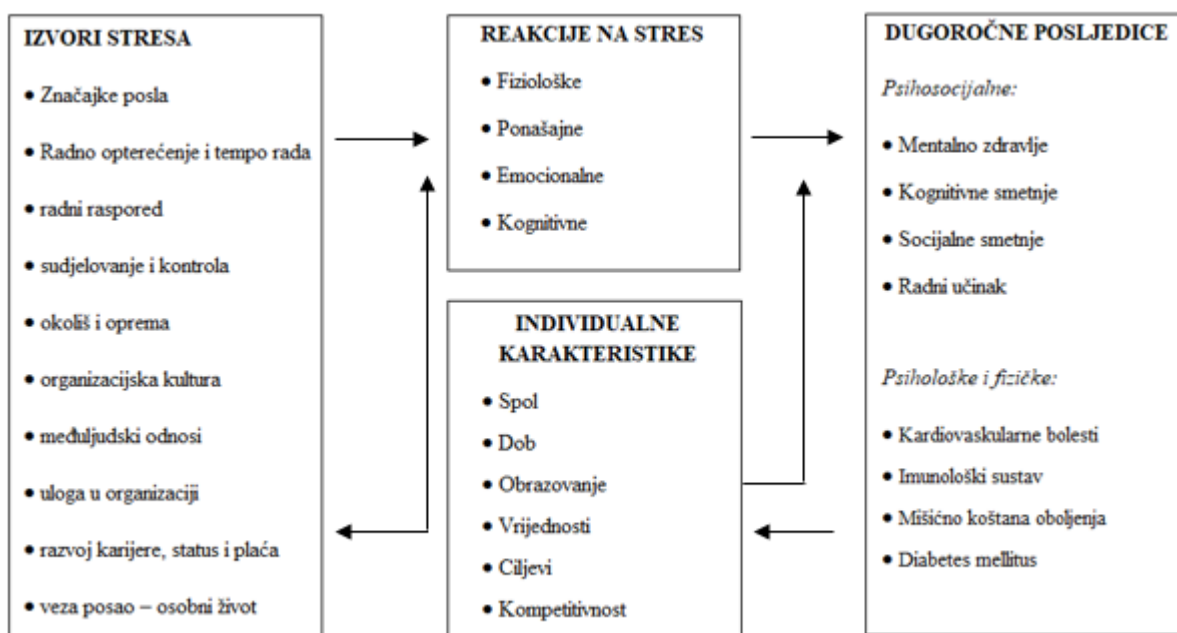 IZVORI STRESA
• Značajke posla
• Radno opterećenje i tempo rada
• radni raspored
• sudjelovanje i kontrola
• okoliš i oprema
• organizacijska kultura
• međuljudski odnosi
• uloga u organizaciji
• razvoj karijere, status i plaća
• veza posao – osobni život
REAKCIJE NA STRES
• Fiziološke
• Ponašajne
• Emocionalne
• Kognitivne
INDIVIDUALNE
KARAKTERISTIKE
• Spol
• Dob
• Obrazovanje
• Vrijednosti
• Ciljevi
• Kompetitivnost
DUGOROČNE POSLJEDICE
Psihosocijalne:
• Mentalno zdravlje
• Kognitivne smetnje
• Socijalne smetnje
• Radni učinak
Psihološke i fizičke:
• Kardiovaskularne bolesti
• Imunološki sustav
• Mišićno koštana oboljenja
• Diabetes mellitus